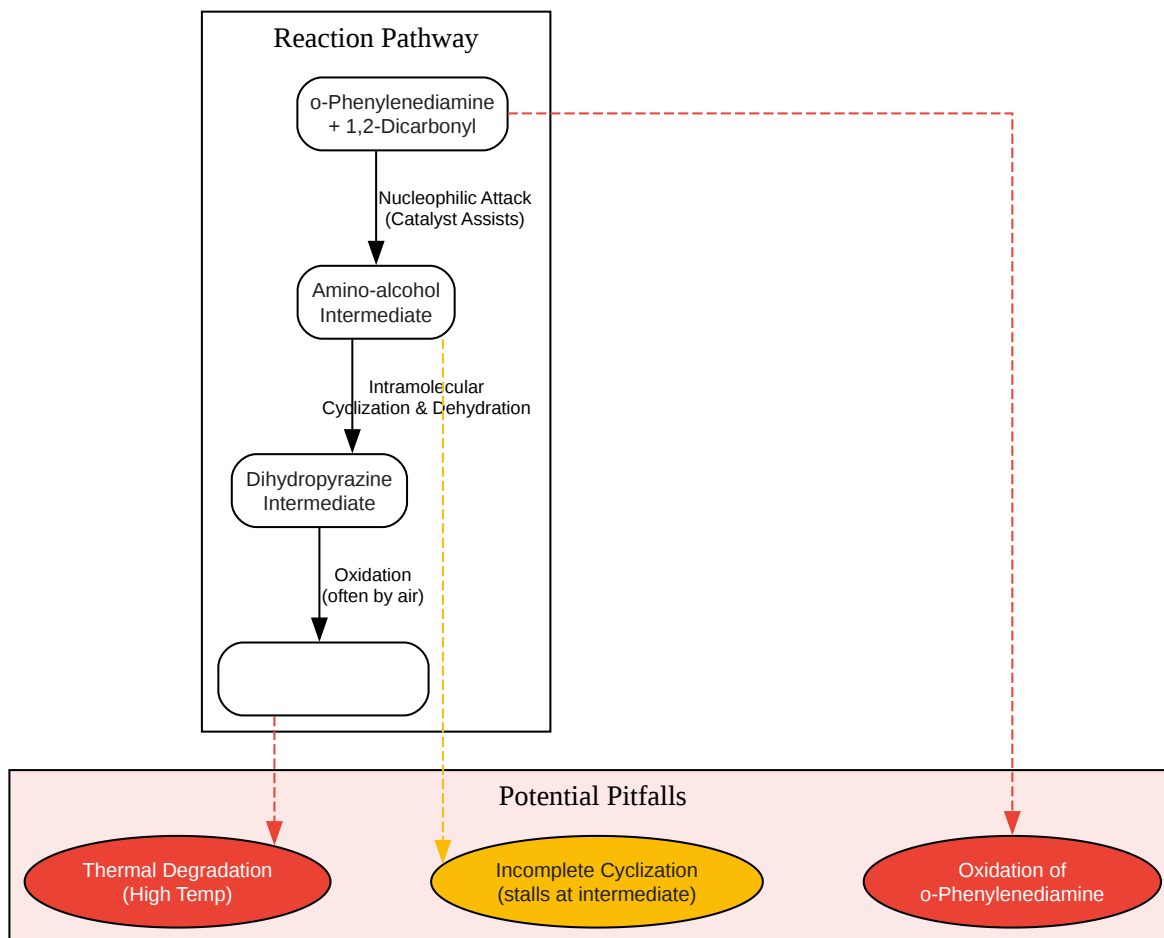 Reaction Pathway
o-Phenylenediamine
+ 1,2-Dicarbonyl
Nucleophilic Attack
(Catalyst Assists)
Amino-alcohol
Intermediate
Intramolecular
Cyclization & Dehydration
Dihydropyrazine
Intermediate
Oxidation
(often by air)
Potential Pitfalls
Thermal Degradation
(High Temp)
Incomplete Cyclization
(stalls at intermediate)
Oxidation of
o-Phenylenediamine